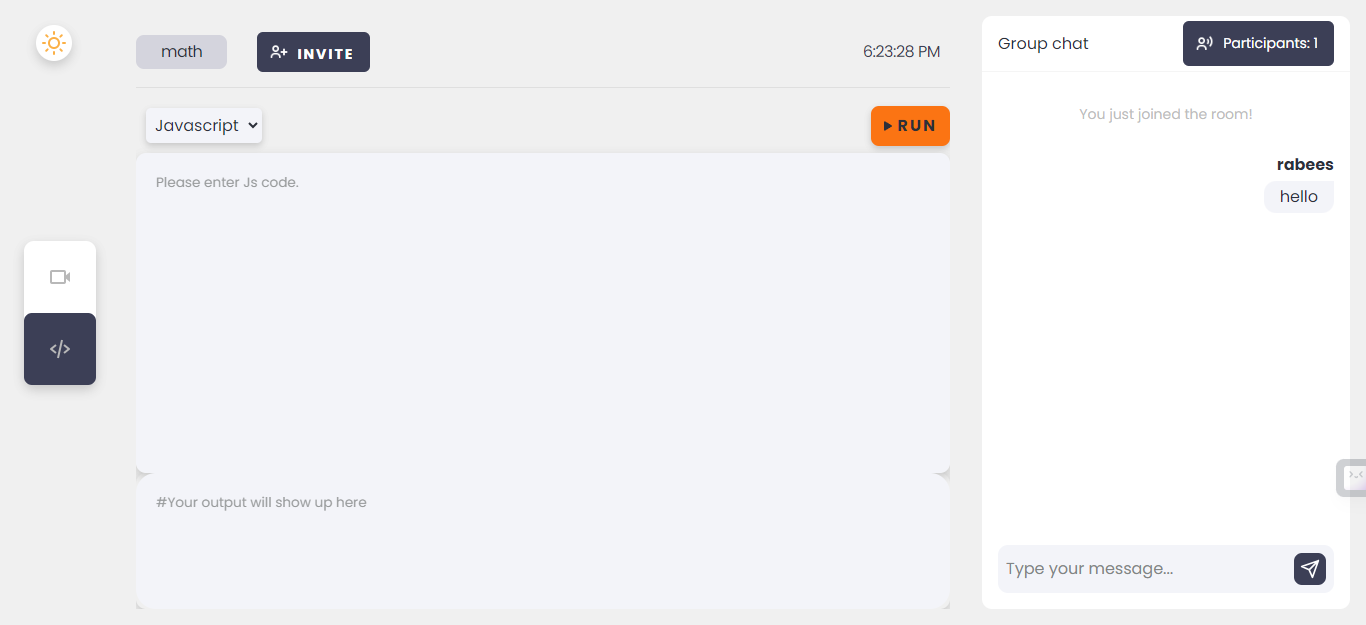 math
INVITE
6:23:28 PM
Javascript
RUN
Please enter Js code.
#Your output will show up here
Group chat
Participants: 1
You just joined the room!
rabees
hello
Type your message...